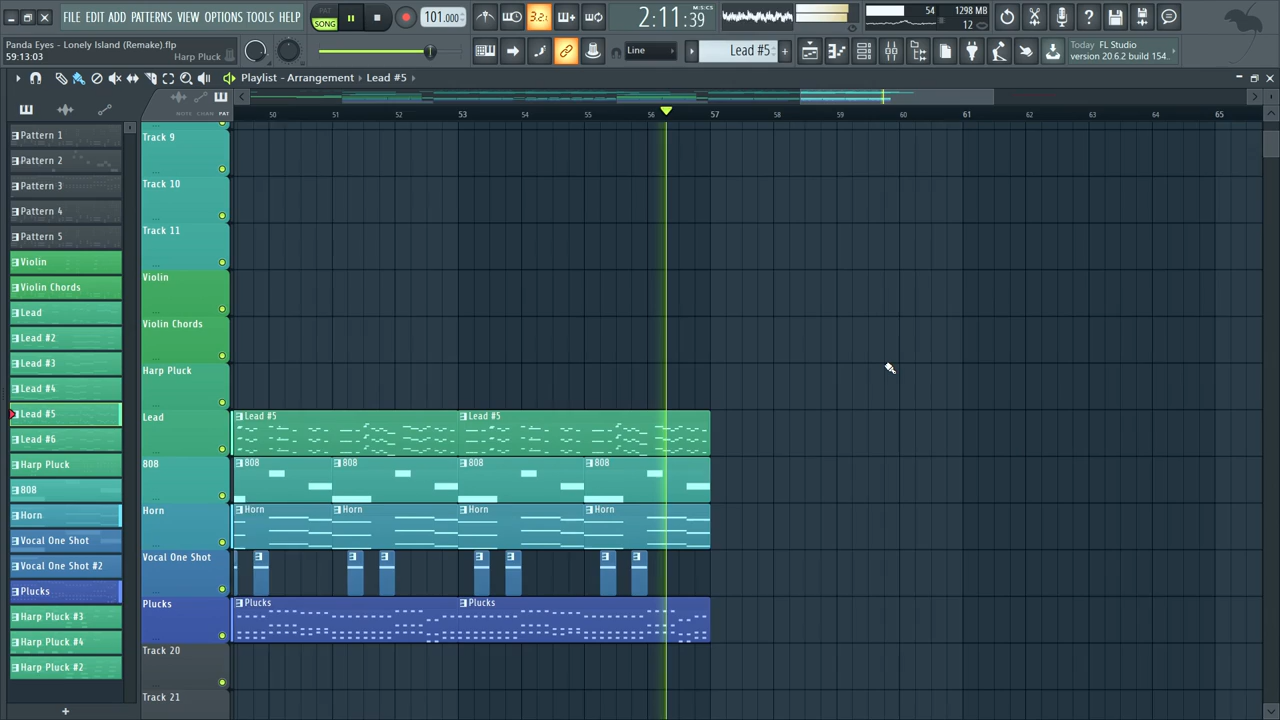 FILE EDIT ADD PATTERNS VIEW OPTIONS TOOLS HELP
PAT
SONG
101.000
3.2.
2:11:39
M:S:CS
54
1298 MB
12
Panda Eyes - Lonely Island (Remake).flp
59:13:03
Harp Pluck
Line
Lead #5
Today FL Studio
version 20.6.2 build 154..
Playlist - Arrangement › Lead #5 ›
NOTE CHAN PAT
50 51 52 53 54 55 56 57 58 59 60 61 62 63 64 65
Pattern 1
Pattern 2
Pattern 3
Pattern 4
Pattern 5
Violin
Violin Chords
Lead
Lead #2
Lead #3
Lead #4
Lead #5
Lead #6
Harp Pluck
808
Horn
Vocal One Shot
Vocal One Shot #2
Plucks
Harp Pluck #3
Harp Pluck #4
Harp Pluck #2
Track 9
Track 10
Track 11
Violin
Violin Chords
Harp Pluck
Lead
Lead #5 Lead #5
808
808 808 808 808
Horn
Horn Horn Horn Horn
Vocal One Shot
Plucks
Plucks Plucks
Track 20
Track 21